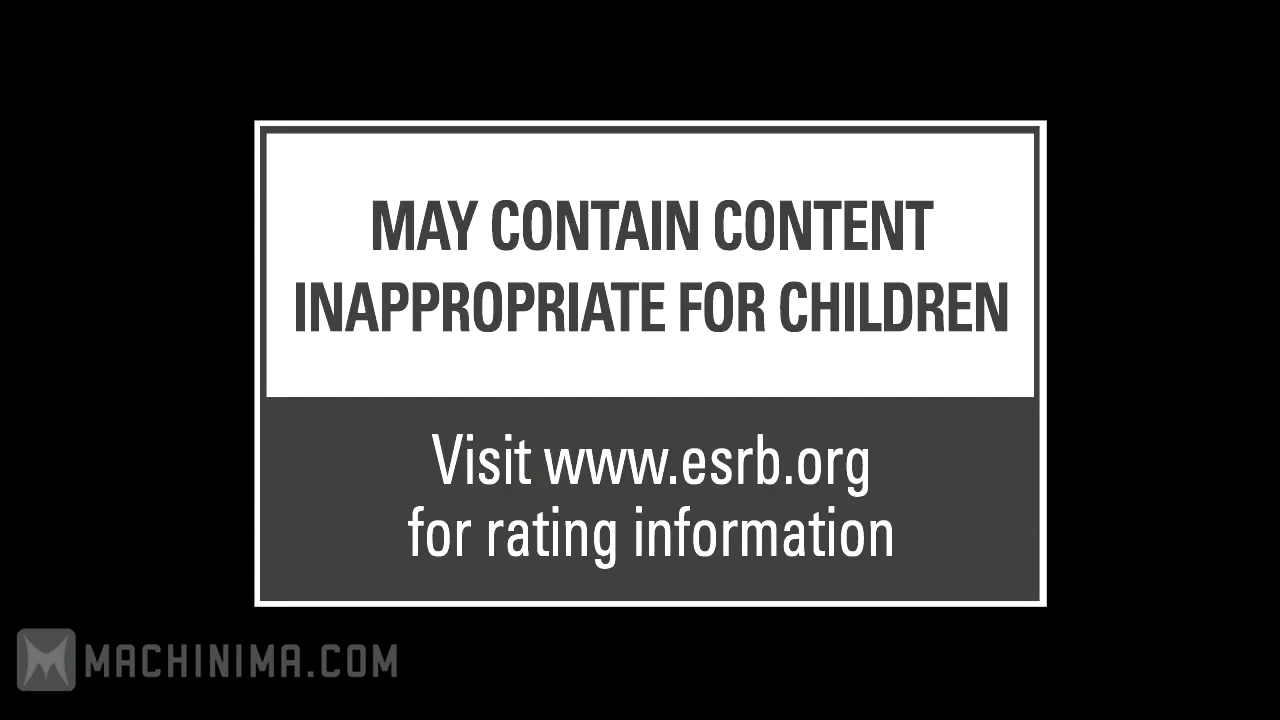 MAY CONTAIN CONTENT
INAPPROPRIATE FOR CHILDREN
Visit www.esrb.org
for rating information
MACHINIMA.COM